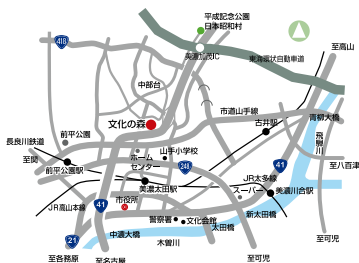 平成記念公園
日本昭和村
418
美濃加茂IC
至高山
東海環状自動車道
中部台
市道山手線
青柳大橋
文化の森
古井駅
飛騨川
長良川鉄道
前平公園
山手小学校
至関
ホーム
センター
248
41
至八百津
前平公園駅
JR太多線
美濃太田駅
スーパー
美濃川合駅
JR高山本線
41
市役所
新太田橋
警察署
文化会館
太田橋
21
中濃大橋
木曽川
至各務原
至名古屋
至可児
至可児